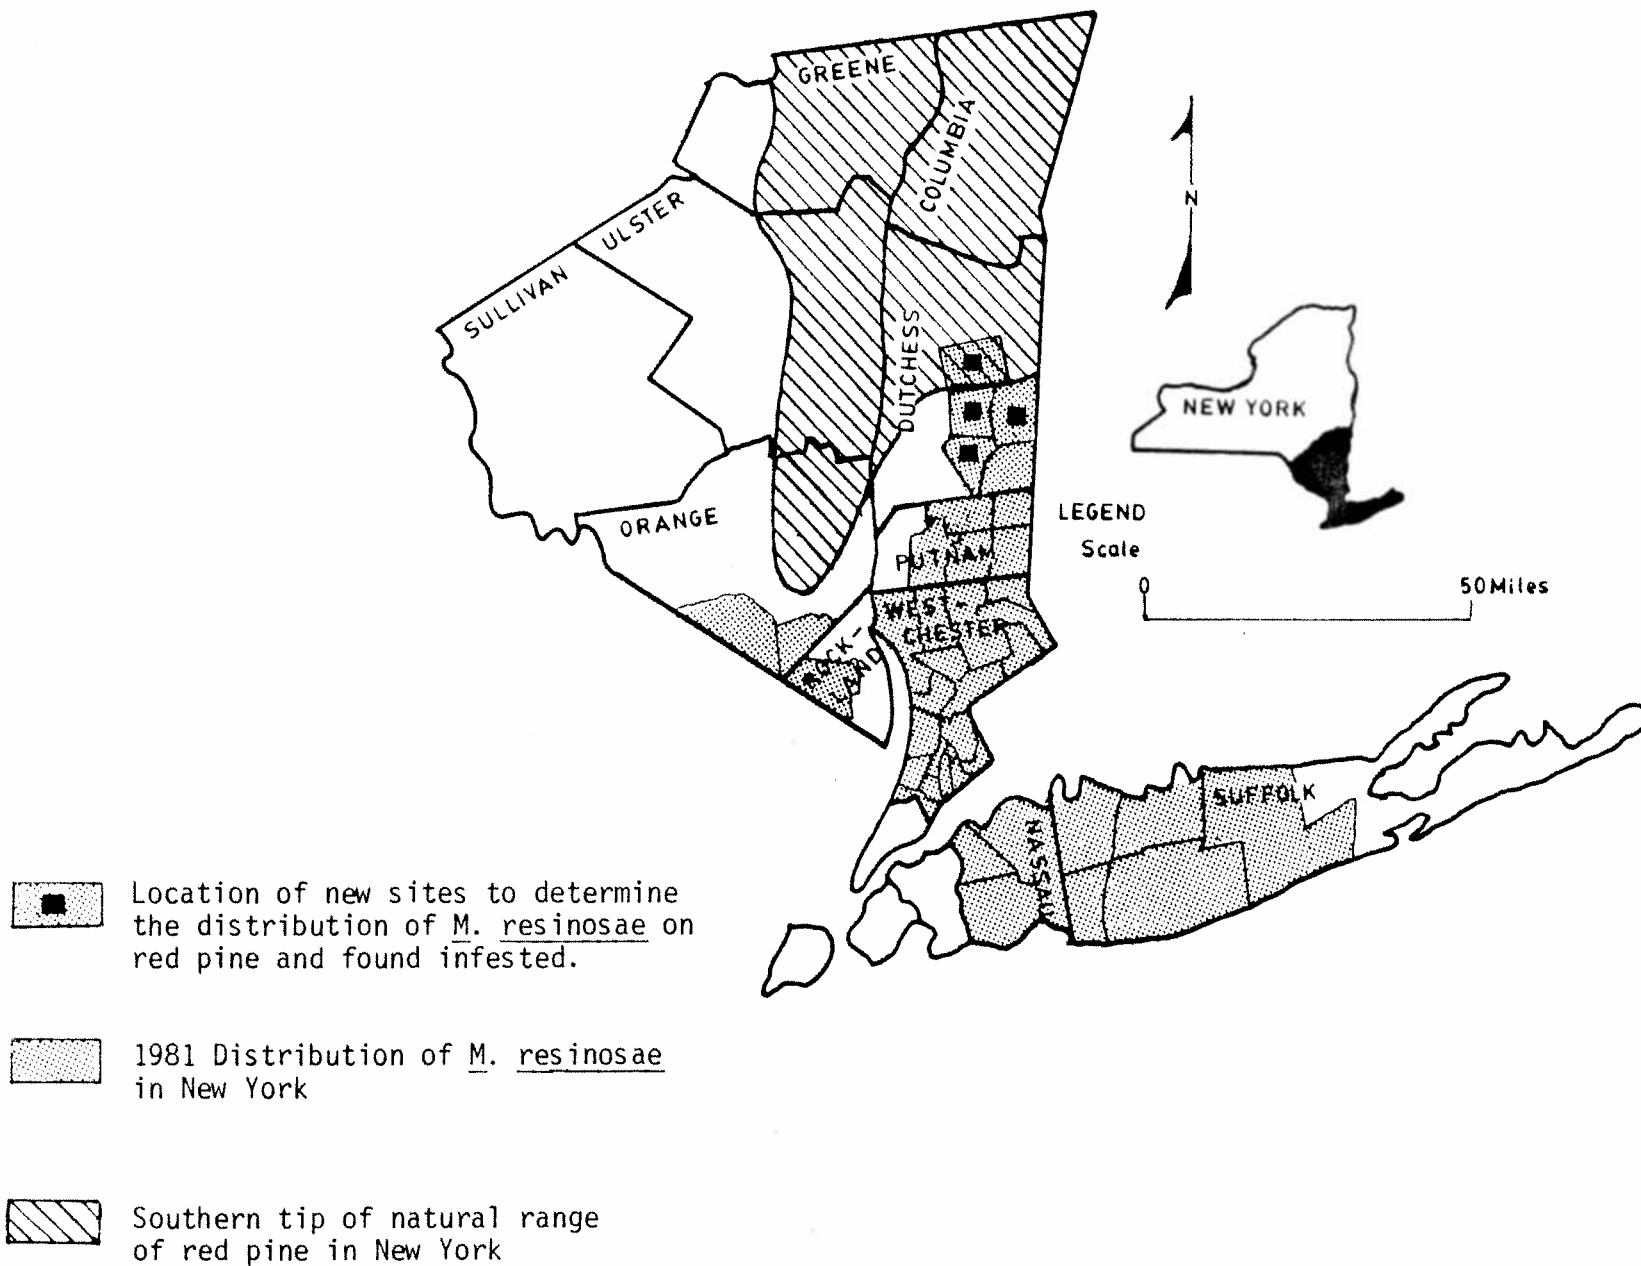 GREENE
COLUMBIA
N
ULSTER
SULLIVAN
DUTCHESS
NEW YORK
ORANGE
LEGEND
Scale
0 50 Miles
PUTNAM
WEST-
CHESTER
ROCK-
LAND
SUFFOLK
NASSAU
Location of new sites to determine
the distribution of M. resinosae on
red pine and found infested.
1981 Distribution of M. resinosae
in New York
Southern tip of natural range
of red pine in New York